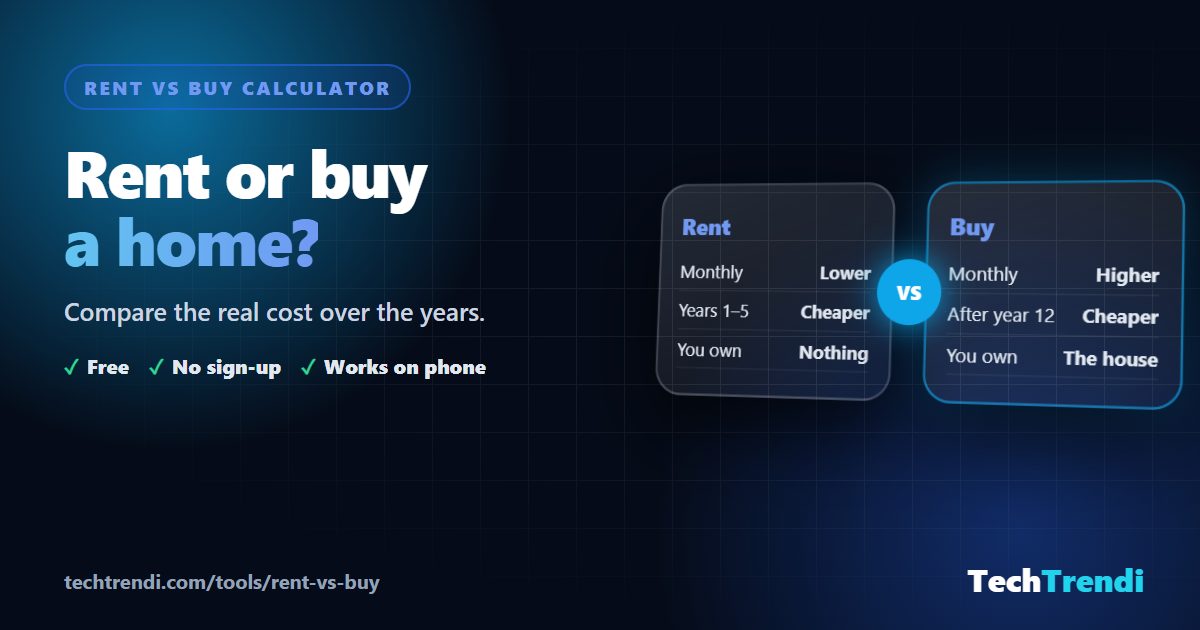 RENT VS BUY CALCULATOR
Rent or buy
a home?
Compare the real cost over the years.
✓ Free ✓ No sign-up ✓ Works on phone
Rent
Monthly Lower
Years 1–5 Cheaper
You own Nothing
VS
Buy
Monthly Higher
After year 12 Cheaper
You own The house
techtrendi.com/tools/rent-vs-buy
TechTrendi